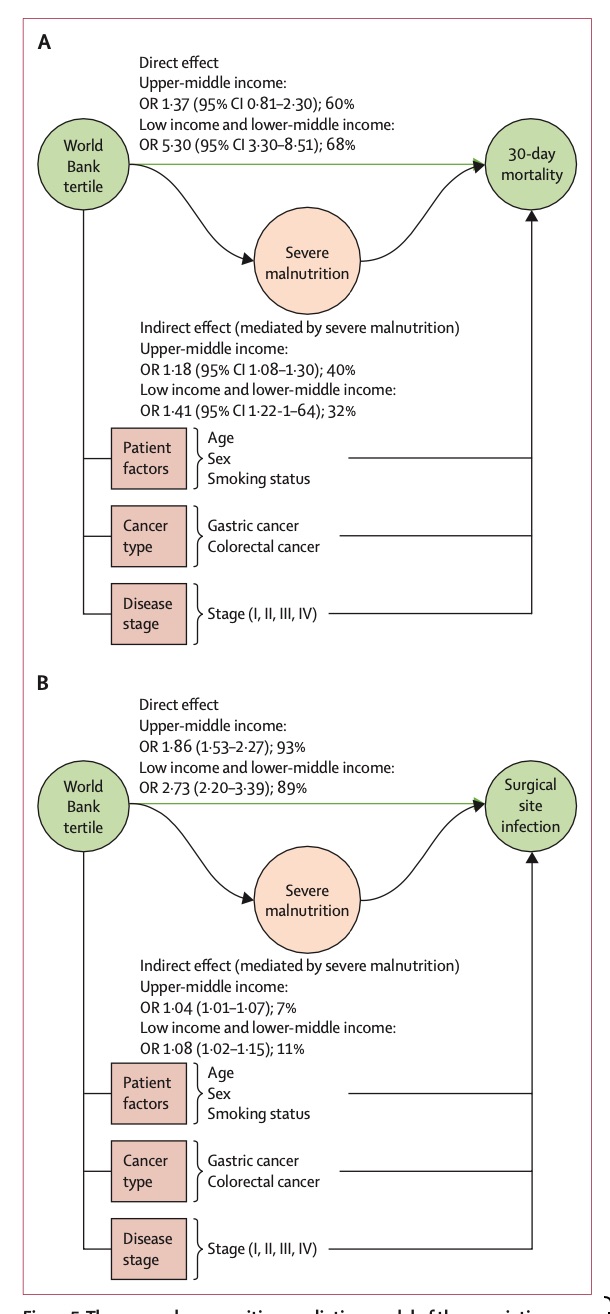 A
Direct effect
Upper-middle income:
OR 1·37 (95% CI 0·81–2·30); 60%
Low income and lower-middle income:
OR 5·30 (95% CI 3·30–8·51); 68%
World
Bank
tertile
30-day
mortality
Severe
malnutrition
Indirect effect (mediated by severe malnutrition)
Upper-middle income:
OR 1·18 (95% CI 1·08–1·30); 40%
Low income and lower-middle income:
OR 1·41 (95% CI 1·22-1–64); 32%
Patient
factors
Age
Sex
Smoking status
Cancer
type
Gastric cancer
Colorectal cancer
Disease
stage
Stage (I, II, III, IV)
B
Direct effect
Upper-middle income:
OR 1·86 (1·53–2·27); 93%
Low income and lower-middle income:
OR 2·73 (2·20–3·39); 89%
World
Bank
tertile
Surgical
site
infection
Severe
malnutrition
Indirect effect (mediated by severe malnutrition)
Upper-middle income:
OR 1·04 (1·01–1·07); 7%
Low income and lower-middle income:
OR 1·08 (1·02–1·15); 11%
Patient
factors
Age
Sex
Smoking status
Cancer
type
Gastric cancer
Colorectal cancer
Disease
stage
Stage (I, II, III, IV)